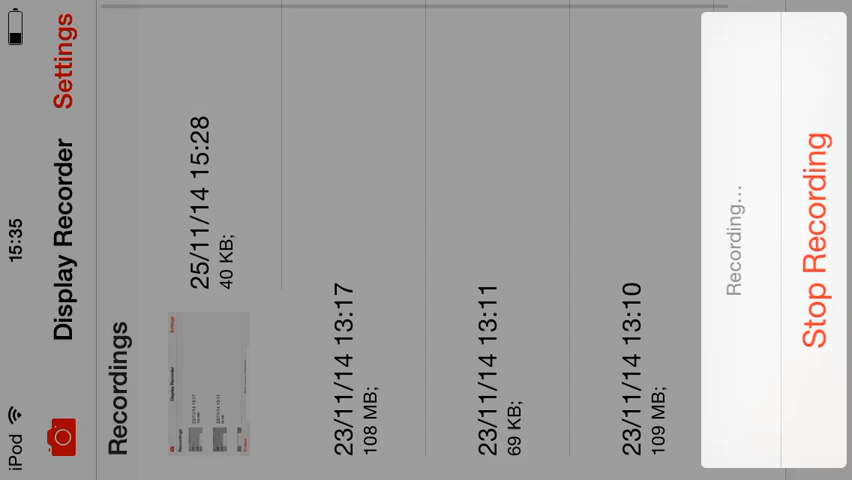 iPod 15:35
Display Recorder Settings
Recordings
25/11/14 15:28
40 KB;
23/11/14 13:17
108 MB;
23/11/14 13:11
69 KB;
23/11/14 13:10
109 MB;
Recording...
Stop Recording